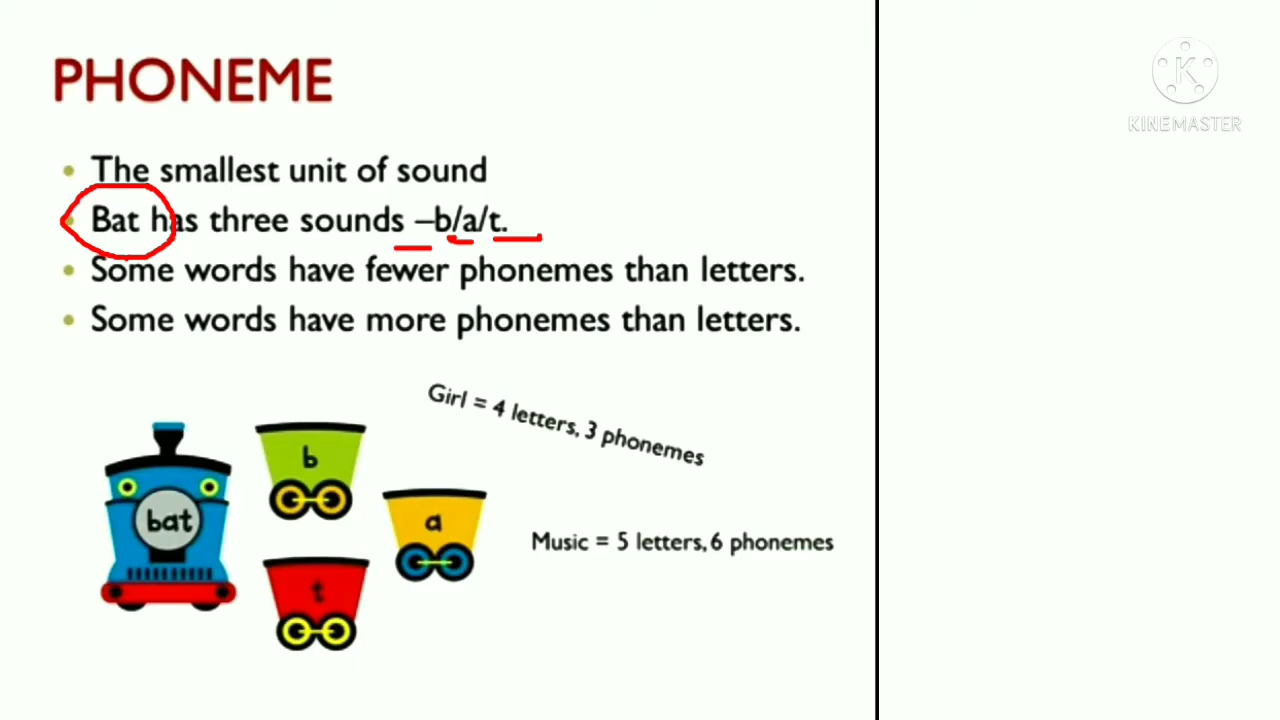 PHONEME
KINEMASTER
• The smallest unit of sound
• Bat has three sounds –b/a/t.
• Some words have fewer phonemes than letters.
• Some words have more phonemes than letters.
Girl = 4 letters, 3 phonemes
b
bat
a
Music = 5 letters, 6 phonemes
t